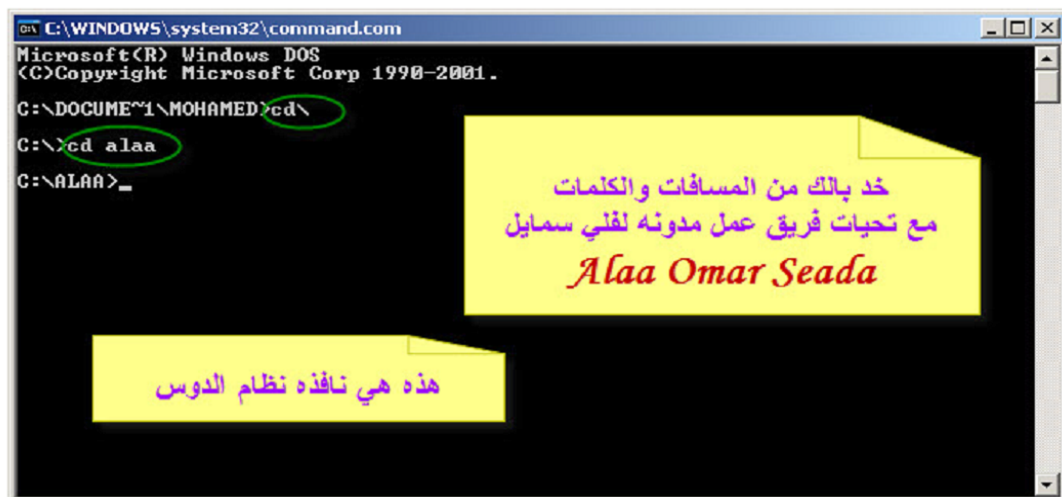 C:\WINDOWS\system32\command.com
Microsoft(R) Windows DOS
(C)Copyright Microsoft Corp 1990-2001.
C:\DOCUME~1\MOHAMED>cd\
C:\>cd alaa
C:\ALAA>_
خد بالك من المسافات والكلمات
مع تحيات فريق عمل مدونه لفلي سمايل
Alaa Omar Seada
هذه هي نافذه نظام الدوس